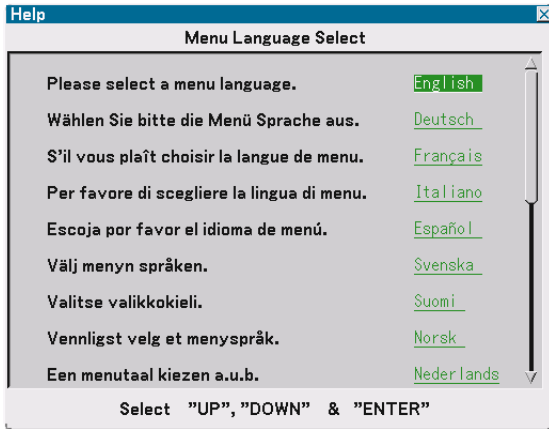 Help
Menu Language Select
Please select a menu language. English
Wählen Sie bitte die Menü Sprache aus. Deutsch
S'il vous plaît choisir la langue de menu. Français
Per favore di scegliere la lingua di menu. Italiano
Escoja por favor el idioma de menú. Español
Välj menyn språken. Svenska
Valitse valikkokieli. Suomi
Vennligst velg et menyspråk. Norsk
Een menutaal kiezen a.u.b. Nederlands
Select "UP", "DOWN" & "ENTER"